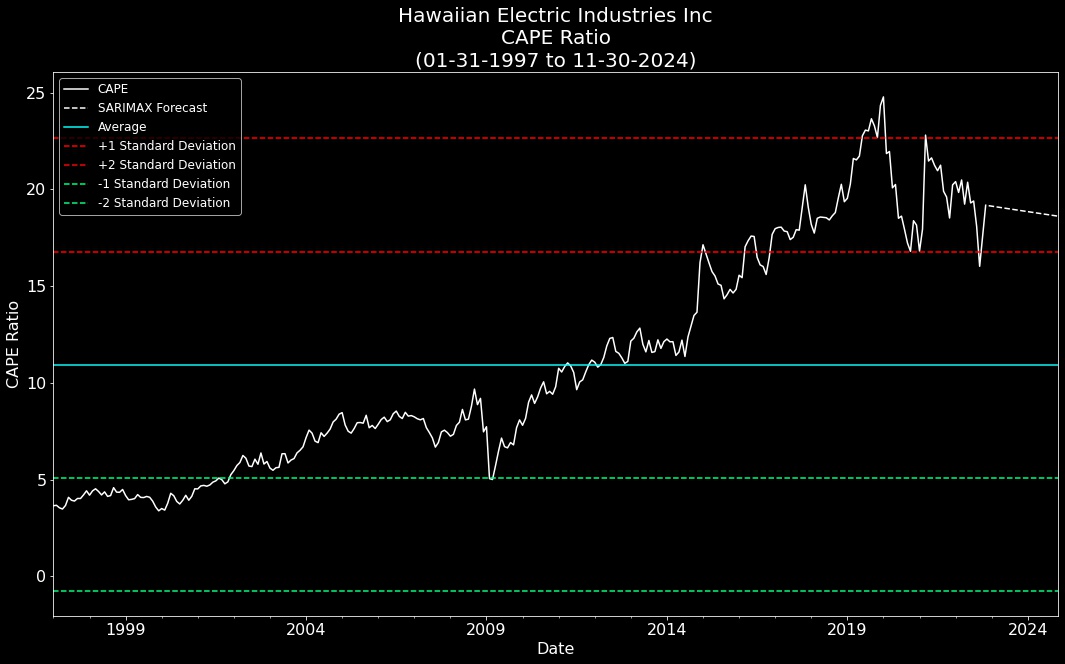 Hawaiian Electric Industries Inc
CAPE Ratio
(01-31-1997 to 11-30-2024)
CAPE
SARIMAX Forecast
Average
+1 Standard Deviation
+2 Standard Deviation
-1 Standard Deviation
-2 Standard Deviation
CAPE Ratio
25
20
15
10
5
0
1999
2004
2009
2014
2019
2024
Date